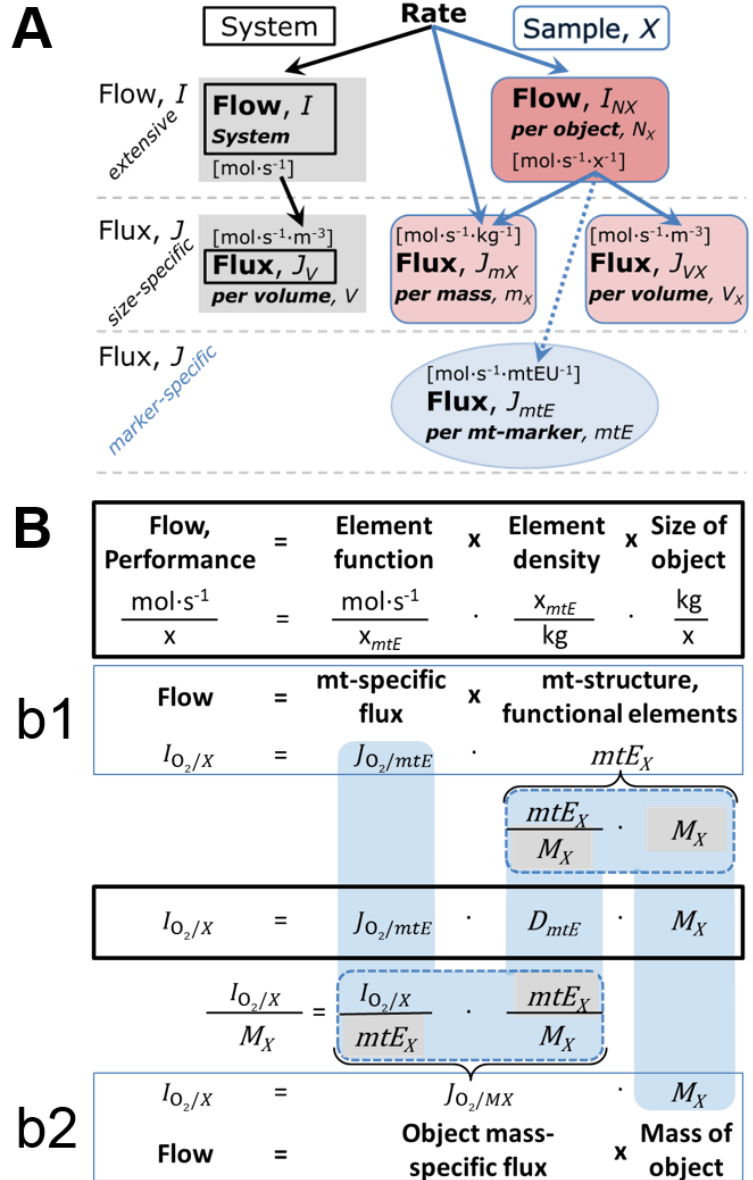 A
System
Rate
Sample, X
Flow, I
extensive
Flow, I
System
[mol·s⁻¹]
Flow, I_NX
per object, N_X
[mol·s⁻¹·x⁻¹]
Flux, J
size-specific
[mol·s⁻¹·m⁻³]
Flux, J_V
per volume, V
[mol·s⁻¹·kg⁻¹]
Flux, J_mX
per mass, m_X
[mol·s⁻¹·m⁻³]
Flux, J_VX
per volume, V_X
Flux, J
marker-specific
[mol·s⁻¹·mtEU⁻¹]
Flux, J_mtE
per mt-marker, mtE
B
Flow, Performance = Element function x Element density x Size of object
mol·s⁻¹ / x = mol·s⁻¹ / x_mtE · x_mtE / kg · kg / x
b1
Flow = mt-specific flux x mt-structure, functional elements
I_O₂/X = J_O₂/mtE · mtE_X
mtE_X / M_X · M_X
I_O₂/X = J_O₂/mtE · D_mtE · M_X
I_O₂/X / M_X = I_O₂/X / mtE_X · mtE_X / M_X
b2
I_O₂/X = J_O₂/MX · M_X
Flow = Object mass-specific flux x Mass of object